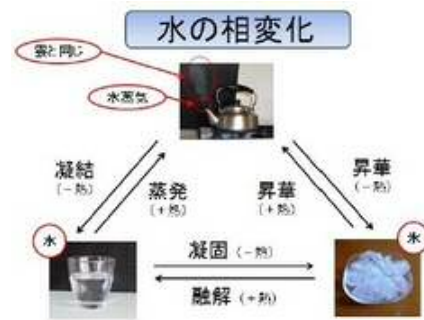 水の相変化
雲と同じ
水蒸気
凝結
(－熱)
蒸発
(＋熱)
昇華
(＋熱)
昇華
(－熱)
水
氷
凝固 (－熱)
融解 (＋熱)